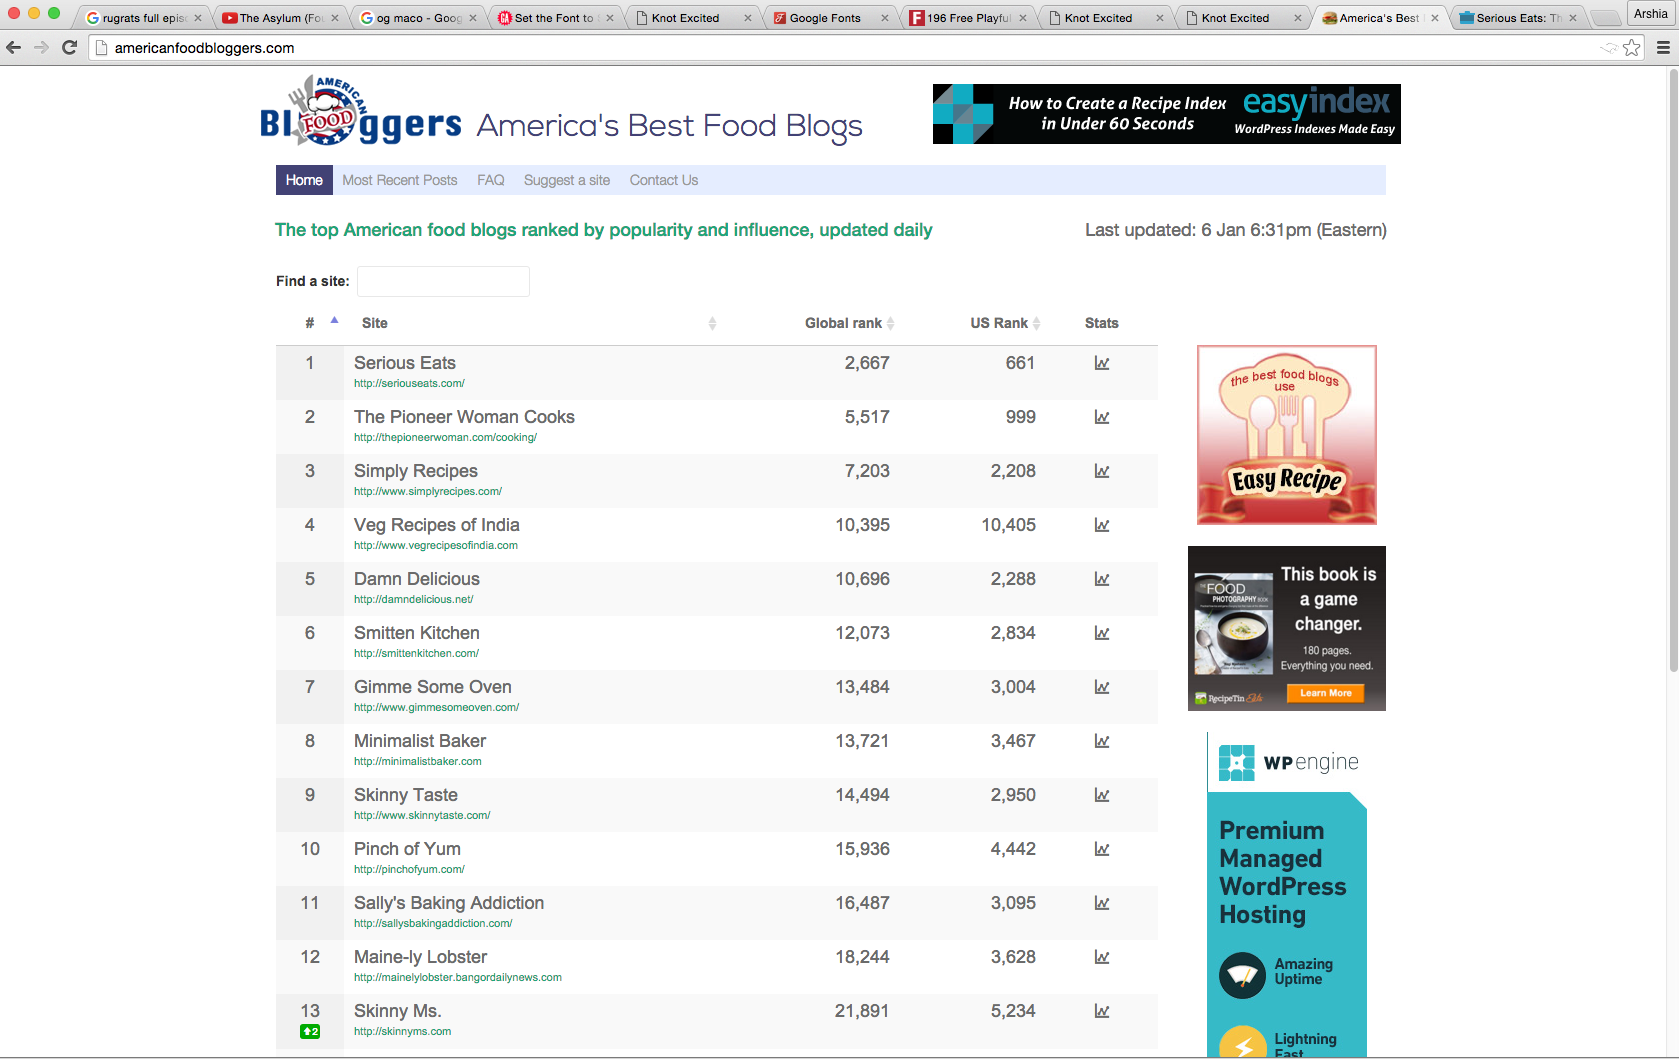 rugrats full epis
The Asylum (Fou
og maco - Goog
Set the Font to
Knot Excited
Google Fonts
196 Free Playful
Knot Excited
Knot Excited
America's Best
Serious Eats: Th
Arshia
americanfoodbloggers.com
AMERICAN
Bl FOOD ggers
America's Best Food Blogs
How to Create a Recipe Index
in Under 60 Seconds
easyindex
WordPress Indexes Made Easy
Home Most Recent Posts FAQ Suggest a site Contact Us
The top American food blogs ranked by popularity and influence, updated daily
Last updated: 6 Jan 6:31pm (Eastern)
Find a site:
# Site Global rank US Rank Stats
1 Serious Eats 2,667 661
http://seriouseats.com/
2 The Pioneer Woman Cooks 5,517 999
http://thepioneerwoman.com/cooking/
3 Simply Recipes 7,203 2,208
http://www.simplyrecipes.com/
4 Veg Recipes of India 10,395 10,405
http://www.vegrecipesofindia.com
5 Damn Delicious 10,696 2,288
http://damndelicious.net/
6 Smitten Kitchen 12,073 2,834
http://smittenkitchen.com/
7 Gimme Some Oven 13,484 3,004
http://www.gimmesomeoven.com/
8 Minimalist Baker 13,721 3,467
http://minimalistbaker.com
9 Skinny Taste 14,494 2,950
http://www.skinnytaste.com/
10 Pinch of Yum 15,936 4,442
http://pinchofyum.com/
11 Sally's Baking Addiction 16,487 3,095
http://sallysbakingaddiction.com/
12 Maine-ly Lobster 18,244 3,628
http://mainelylobster.bangordailynews.com
13 Skinny Ms. 21,891 5,234
2 http://skinnyms.com
the best food blogs
use
Easy Recipe
THE
FOOD
PHOTOGRAPHY BOOK
This book is
a game
changer.
180 pages.
Everything you need.
RecipeTin Eats
Learn More
WP engine
Premium
Managed
WordPress
Hosting
Amazing
Uptime
Lightning
Fast